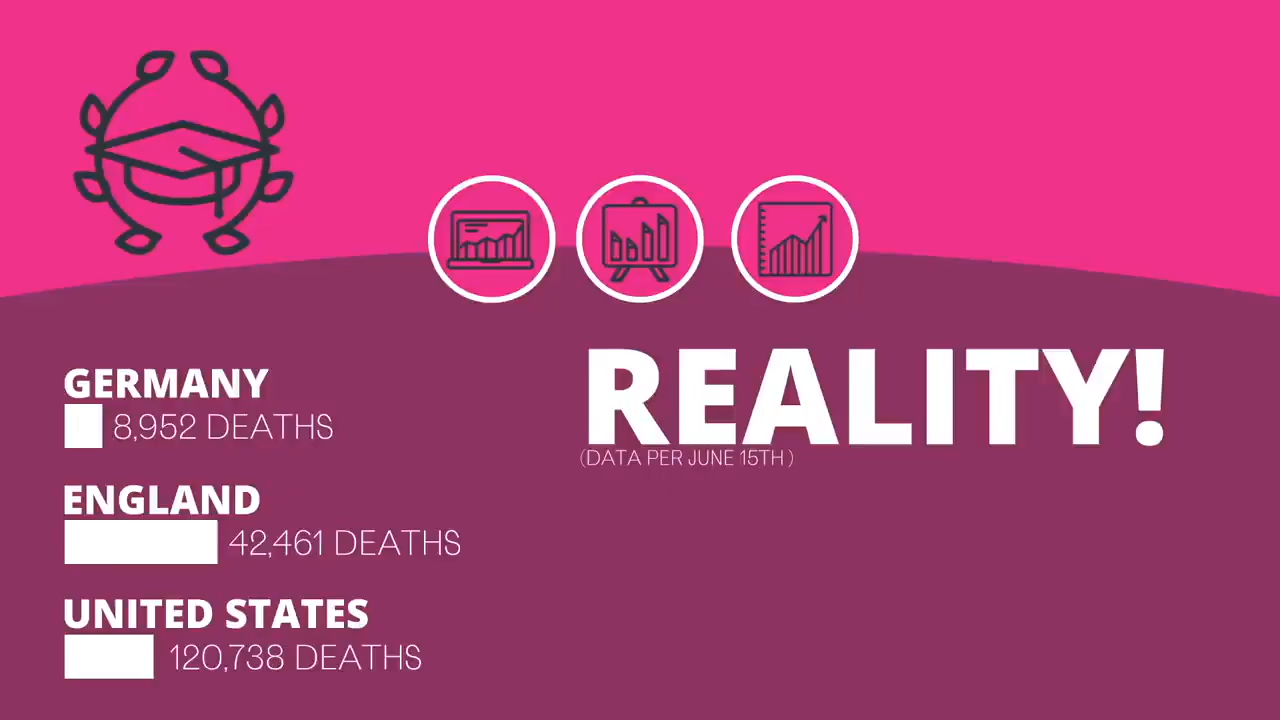 GERMANY
8,952 DEATHS
ENGLAND
42,461 DEATHS
UNITED STATES
120,738 DEATHS
REALITY!
(DATA PER JUNE 15TH )